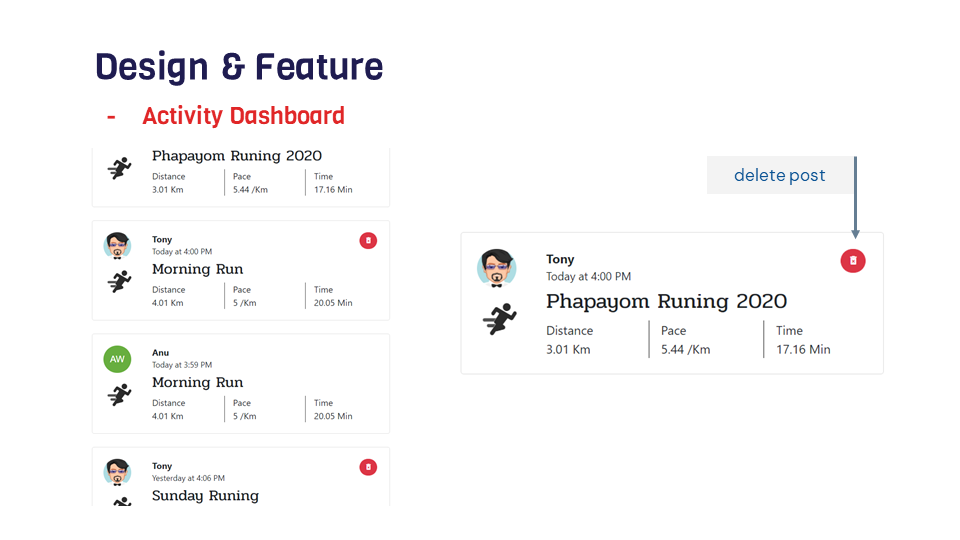 Design & Feature
- Activity Dashboard
Phapayom Runing 2020
Distance Pace Time
3.01 Km 5.44 /Km 17.16 Min
Tony
Today at 4:00 PM
Morning Run
Distance Pace Time
4.01 Km 5 /Km 20.05 Min
AW
Anu
Today at 3:59 PM
Morning Run
Distance Pace Time
4.01 Km 5 /Km 20.05 Min
Tony
Yesterday at 4:06 PM
Sunday Runing
delete post
Tony
Today at 4:00 PM
Phapayom Runing 2020
Distance Pace Time
3.01 Km 5.44 /Km 17.16 Min